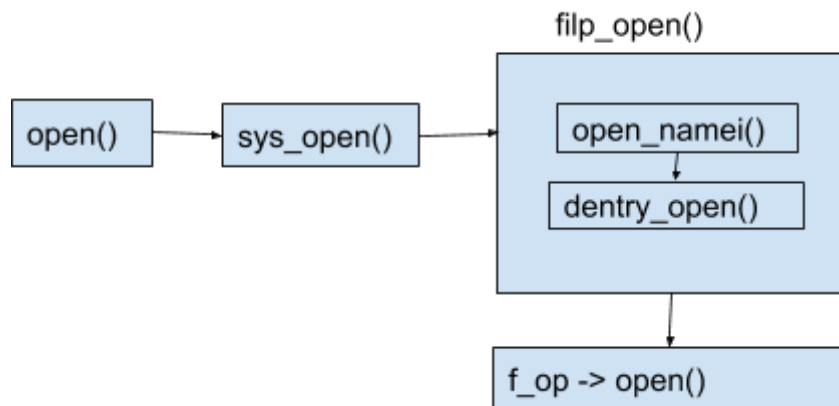 filp_open()
open()
sys_open()
open_namei()
dentry_open()
f_op -> open()